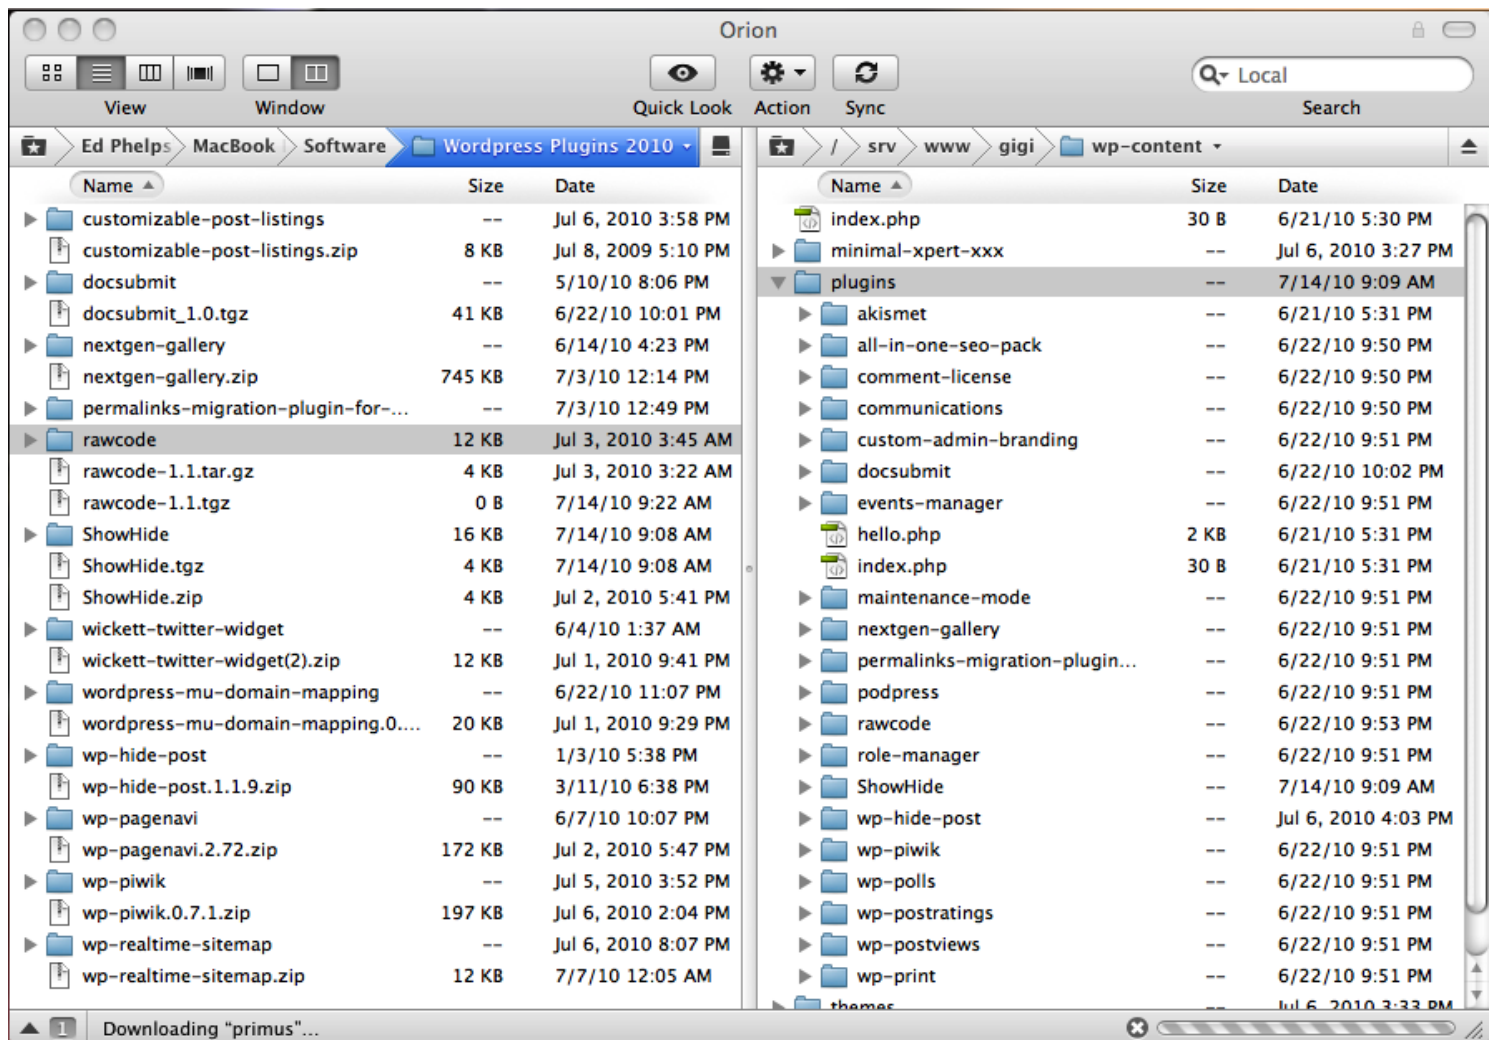 Orion
Local
View Window Quick Look Action Sync Search
Ed Phelps MacBook Software Wordpress Plugins 2010
/ srv www gigi wp-content
Name Size Date
customizable-post-listings -- Jul 6, 2010 3:58 PM
customizable-post-listings.zip 8 KB Jul 8, 2009 5:10 PM
docsubmit -- 5/10/10 8:06 PM
docsubmit_1.0.tgz 41 KB 6/22/10 10:01 PM
nextgen-gallery -- 6/14/10 4:23 PM
nextgen-gallery.zip 745 KB 7/3/10 12:14 PM
permalinks-migration-plugin-for-... -- 7/3/10 12:49 PM
rawcode 12 KB Jul 3, 2010 3:45 AM
rawcode-1.1.tar.gz 4 KB Jul 3, 2010 3:22 AM
rawcode-1.1.tgz 0 B 7/14/10 9:22 AM
ShowHide 16 KB 7/14/10 9:08 AM
ShowHide.tgz 4 KB 7/14/10 9:08 AM
ShowHide.zip 4 KB Jul 2, 2010 5:41 PM
wickett-twitter-widget -- 6/4/10 1:37 AM
wickett-twitter-widget(2).zip 12 KB Jul 1, 2010 9:41 PM
wordpress-mu-domain-mapping -- 6/22/10 11:07 PM
wordpress-mu-domain-mapping.0.... 20 KB Jul 1, 2010 9:29 PM
wp-hide-post -- 1/3/10 5:38 PM
wp-hide-post.1.1.9.zip 90 KB 3/11/10 6:38 PM
wp-pagenavi -- 6/7/10 10:07 PM
wp-pagenavi.2.72.zip 172 KB Jul 2, 2010 5:47 PM
wp-piwik -- Jul 5, 2010 3:52 PM
wp-piwik.0.7.1.zip 197 KB Jul 6, 2010 2:04 PM
wp-realtime-sitemap -- Jul 6, 2010 8:07 PM
wp-realtime-sitemap.zip 12 KB 7/7/10 12:05 AM
Name Size Date
index.php 30 B 6/21/10 5:30 PM
minimal-xpert-xxx -- Jul 6, 2010 3:27 PM
plugins -- 7/14/10 9:09 AM
akismet -- 6/21/10 5:31 PM
all-in-one-seo-pack -- 6/22/10 9:50 PM
comment-license -- 6/22/10 9:50 PM
communications -- 6/22/10 9:50 PM
custom-admin-branding -- 6/22/10 9:51 PM
docsubmit -- 6/22/10 10:02 PM
events-manager -- 6/22/10 9:51 PM
hello.php 2 KB 6/21/10 5:31 PM
index.php 30 B 6/21/10 5:31 PM
maintenance-mode -- 6/22/10 9:51 PM
nextgen-gallery -- 6/22/10 9:51 PM
permalinks-migration-plugin... -- 6/22/10 9:51 PM
podpress -- 6/22/10 9:51 PM
rawcode -- 6/22/10 9:53 PM
role-manager -- 6/22/10 9:51 PM
ShowHide -- 7/14/10 9:09 AM
wp-hide-post -- Jul 6, 2010 4:03 PM
wp-piwik -- 6/22/10 9:51 PM
wp-polls -- 6/22/10 9:51 PM
wp-postratings -- 6/22/10 9:51 PM
wp-postviews -- 6/22/10 9:51 PM
wp-print -- 6/22/10 9:51 PM
themes -- Jul 6, 2010 3:33 PM
1 Downloading “primus”...